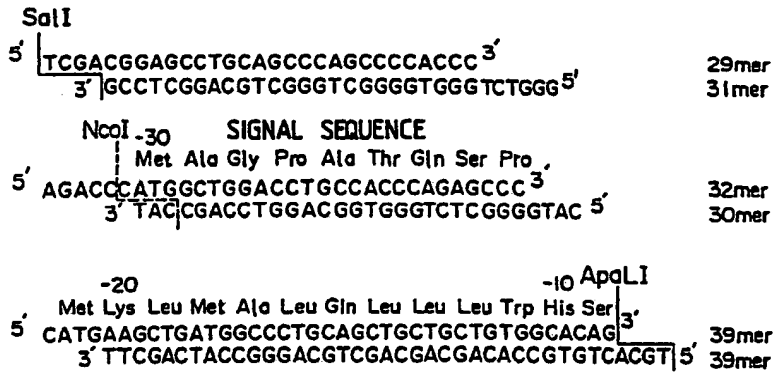 SalI
5' TCGACGGAGCCTGCAGCCCAGCCCCACCC 3' 29mer
3' GCCTCGGACGTCGGGTCGGGGTGGGTCTGGG 5' 31mer
NcoI -30 SIGNAL SEQUENCE
Met Ala Gly Pro Ala Thr Gln Ser Pro
5' AGACCCATGGCTGGACCTGCCACCCAGAGCCC 3' 32mer
3' TACCGACCTGGACGGTGGGTCTCGGGGTAC 5' 30mer
-20 -10 ApaLI
Met Lys Leu Met Ala Leu Gln Leu Leu Leu Trp His Ser
5' CATGAAGCTGATGGCCCTGCAGCTGCTGCTGTGGCACAG 3' 39mer
3' TTCGACTACCGGGACGTCGACGACGACACCGTGTCACGT 5' 39mer